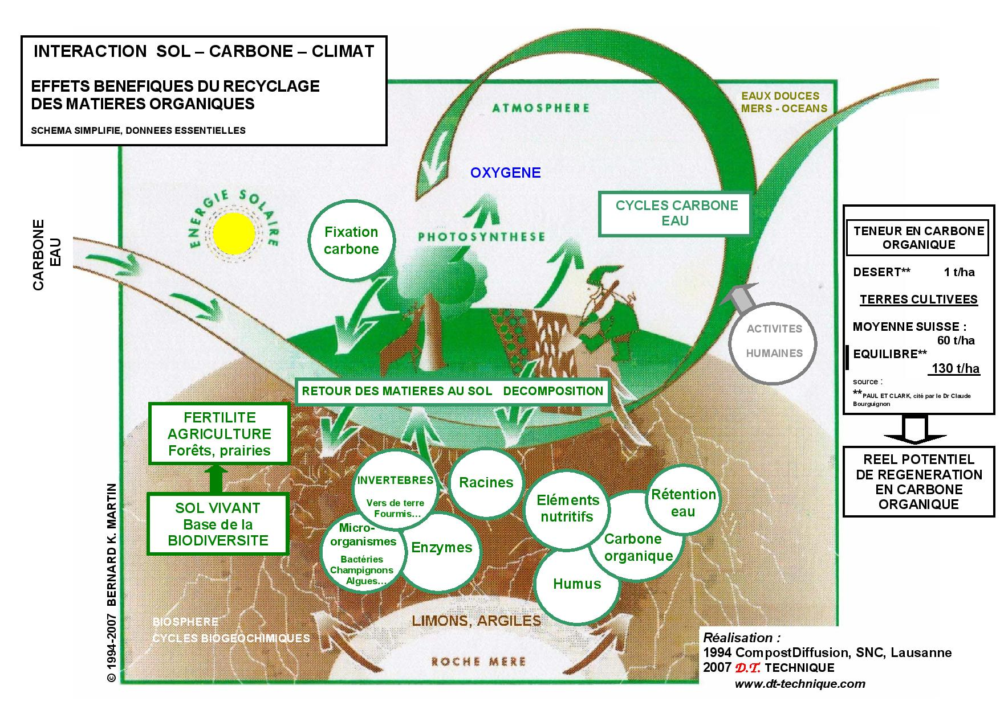 INTERACTION SOL – CARBONE – CLIMAT
EFFETS BENEFIQUES DU RECYCLAGE
DES MATIERES ORGANIQUES
SCHEMA SIMPLIFIE, DONNEES ESSENTIELLES
ATMOSPHERE
EAUX DOUCES
MERS - OCEANS
OXYGENE
ENERGIE SOLAIRE
CARBONE
EAU
Fixation
carbone
PHOTOSYNTHESE
CYCLES CARBONE
EAU
ACTIVITES
HUMAINES
TENEUR EN CARBONE
ORGANIQUE
DESERT** 1 t/ha
TERRES CULTIVEES
MOYENNE SUISSE :
60 t/ha
EQUILIBRE**
130 t/ha
source :
**PAUL ET CLARK, cité par le Dr Claude
Bourguignon
REEL POTENTIEL
DE REGENERATION
EN CARBONE
ORGANIQUE
RETOUR DES MATIERES AU SOL DECOMPOSITION
FERTILITE
AGRICULTURE
Forêts, prairies
SOL VIVANT
Base de la
BIODIVERSITE
INVERTEBRES
Vers de terre
Fourmis...
Racines
Micro-
organismes
Bactéries
Champignons
Algues...
Enzymes
Eléments
nutritifs
Rétention
eau
Carbone
organique
Humus
LIMONS, ARGILES
ROCHE MERE
BIOSPHERE
CYCLES BIOGEOCHIMIQUES
© 1994-2007 BERNARD K. MARTIN
Réalisation :
1994 CompostDiffusion, SNC, Lausanne
2007 D.T. TECHNIQUE
www.dt-technique.com